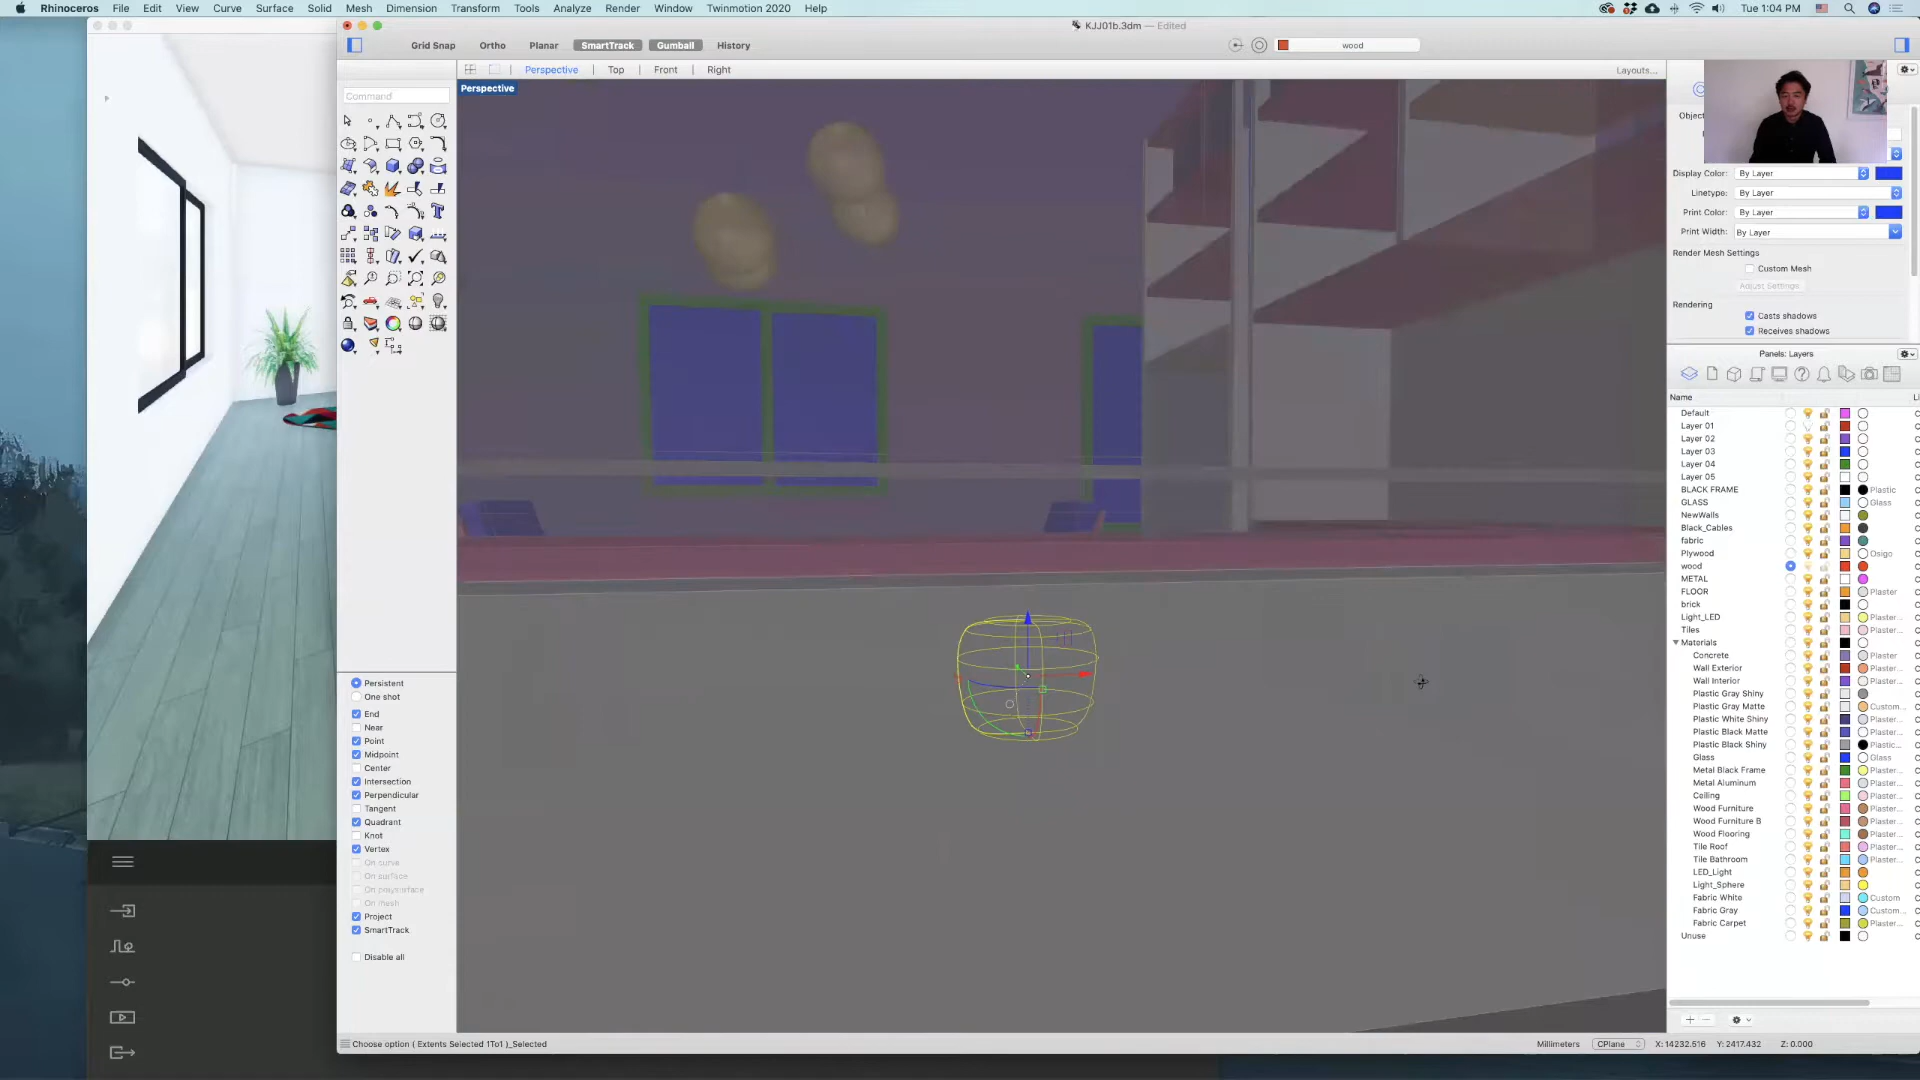 Rhinoceros File Edit View Curve Surface Solid Mesh Dimension Transform Tools Analyze Render Window Twinmotion 2020 Help
Tue 1:04 PM
KJJ01b.3dm — Edited
Grid Snap Ortho Planar SmartTrack Gumball History
wood
Perspective Top Front Right
Layouts...
Perspective
Command
Display Color: By Layer
Linetype: By Layer
Print Color: By Layer
Print Width: By Layer
Render Mesh Settings
Custom Mesh
Adjust Settings
Rendering
Casts shadows
Receives shadows
Panels: Layers
Name
Default
Layer 01
Layer 02
Layer 03
Layer 04
Layer 05
BLACK FRAME Plastic
GLASS Glass
NewWalls
Black_Cables
fabric
Plywood Osigo
wood
METAL
FLOOR Plaster
brick
Light_LED Plaster...
Tiles Plaster...
Materials
Concrete Plaster
Wall Exterior Plaster...
Wall Interior Plaster...
Plastic Gray Shiny
Plastic Gray Matte Custom...
Plastic White Shiny Plaster...
Plastic Black Matte Plaster...
Plastic Black Shiny Plastic...
Glass Glass
Metal Black Frame Plaster...
Metal Aluminum Plaster...
Ceiling Plaster...
Wood Furniture Plaster...
Wood Furniture B Plaster...
Wood Flooring Plaster...
Tile Roof Plaster...
Tile Bathroom Plaster...
LED_Light
Light_Sphere
Fabric White Custom
Fabric Gray Custom...
Fabric Carpet Plaster...
Unuse
Persistent
One shot
End
Near
Point
Midpoint
Center
Intersection
Perpendicular
Tangent
Quadrant
Knot
Vertex
On curve
On surface
On polysurface
On mesh
Project
SmartTrack
Disable all
Choose option ( Extents Selected 1To1 )_Selected
Millimeters CPlane X: 14232.516 Y: 2417.432 Z: 0.000